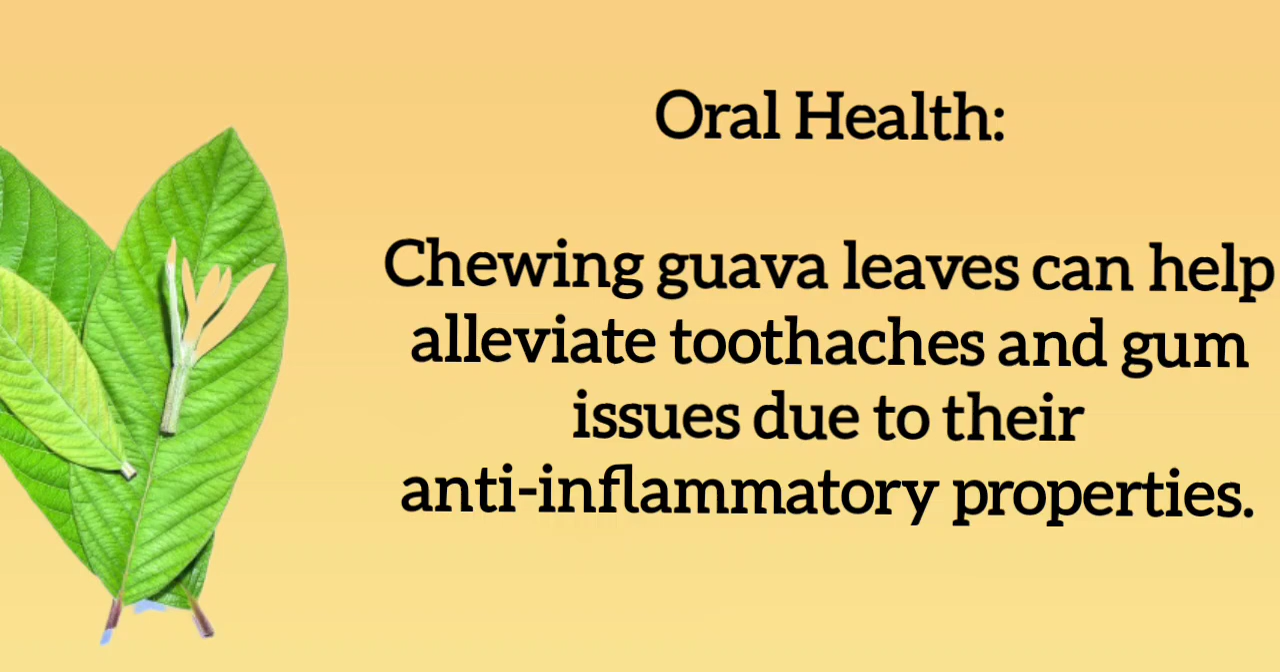 Oral Health:
Chewing guava leaves can help
alleviate toothaches and gum
issues due to their
anti-inflammatory properties.